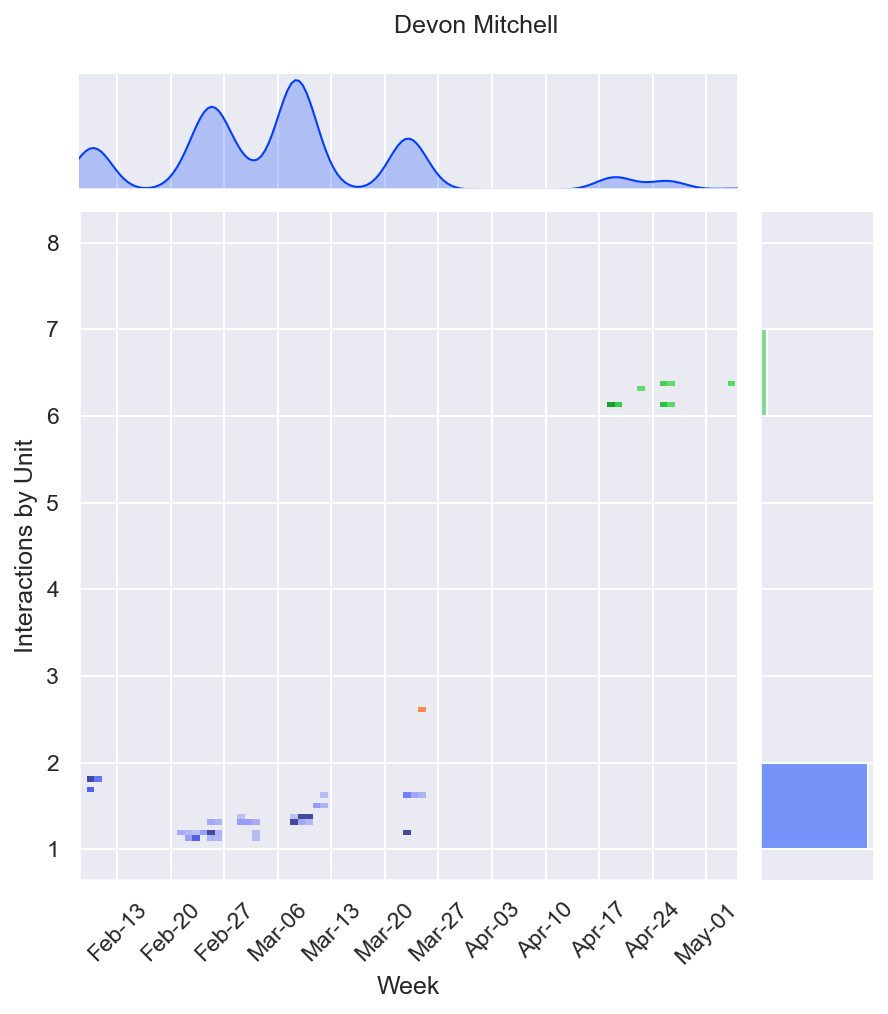 Devon Mitchell
8
7
6
5
4
3
2
1
Interactions by Unit
Feb-13
Feb-20
Feb-27
Mar-06
Mar-13
Mar-20
Mar-27
Apr-03
Apr-10
Apr-17
Apr-24
May-01
Week